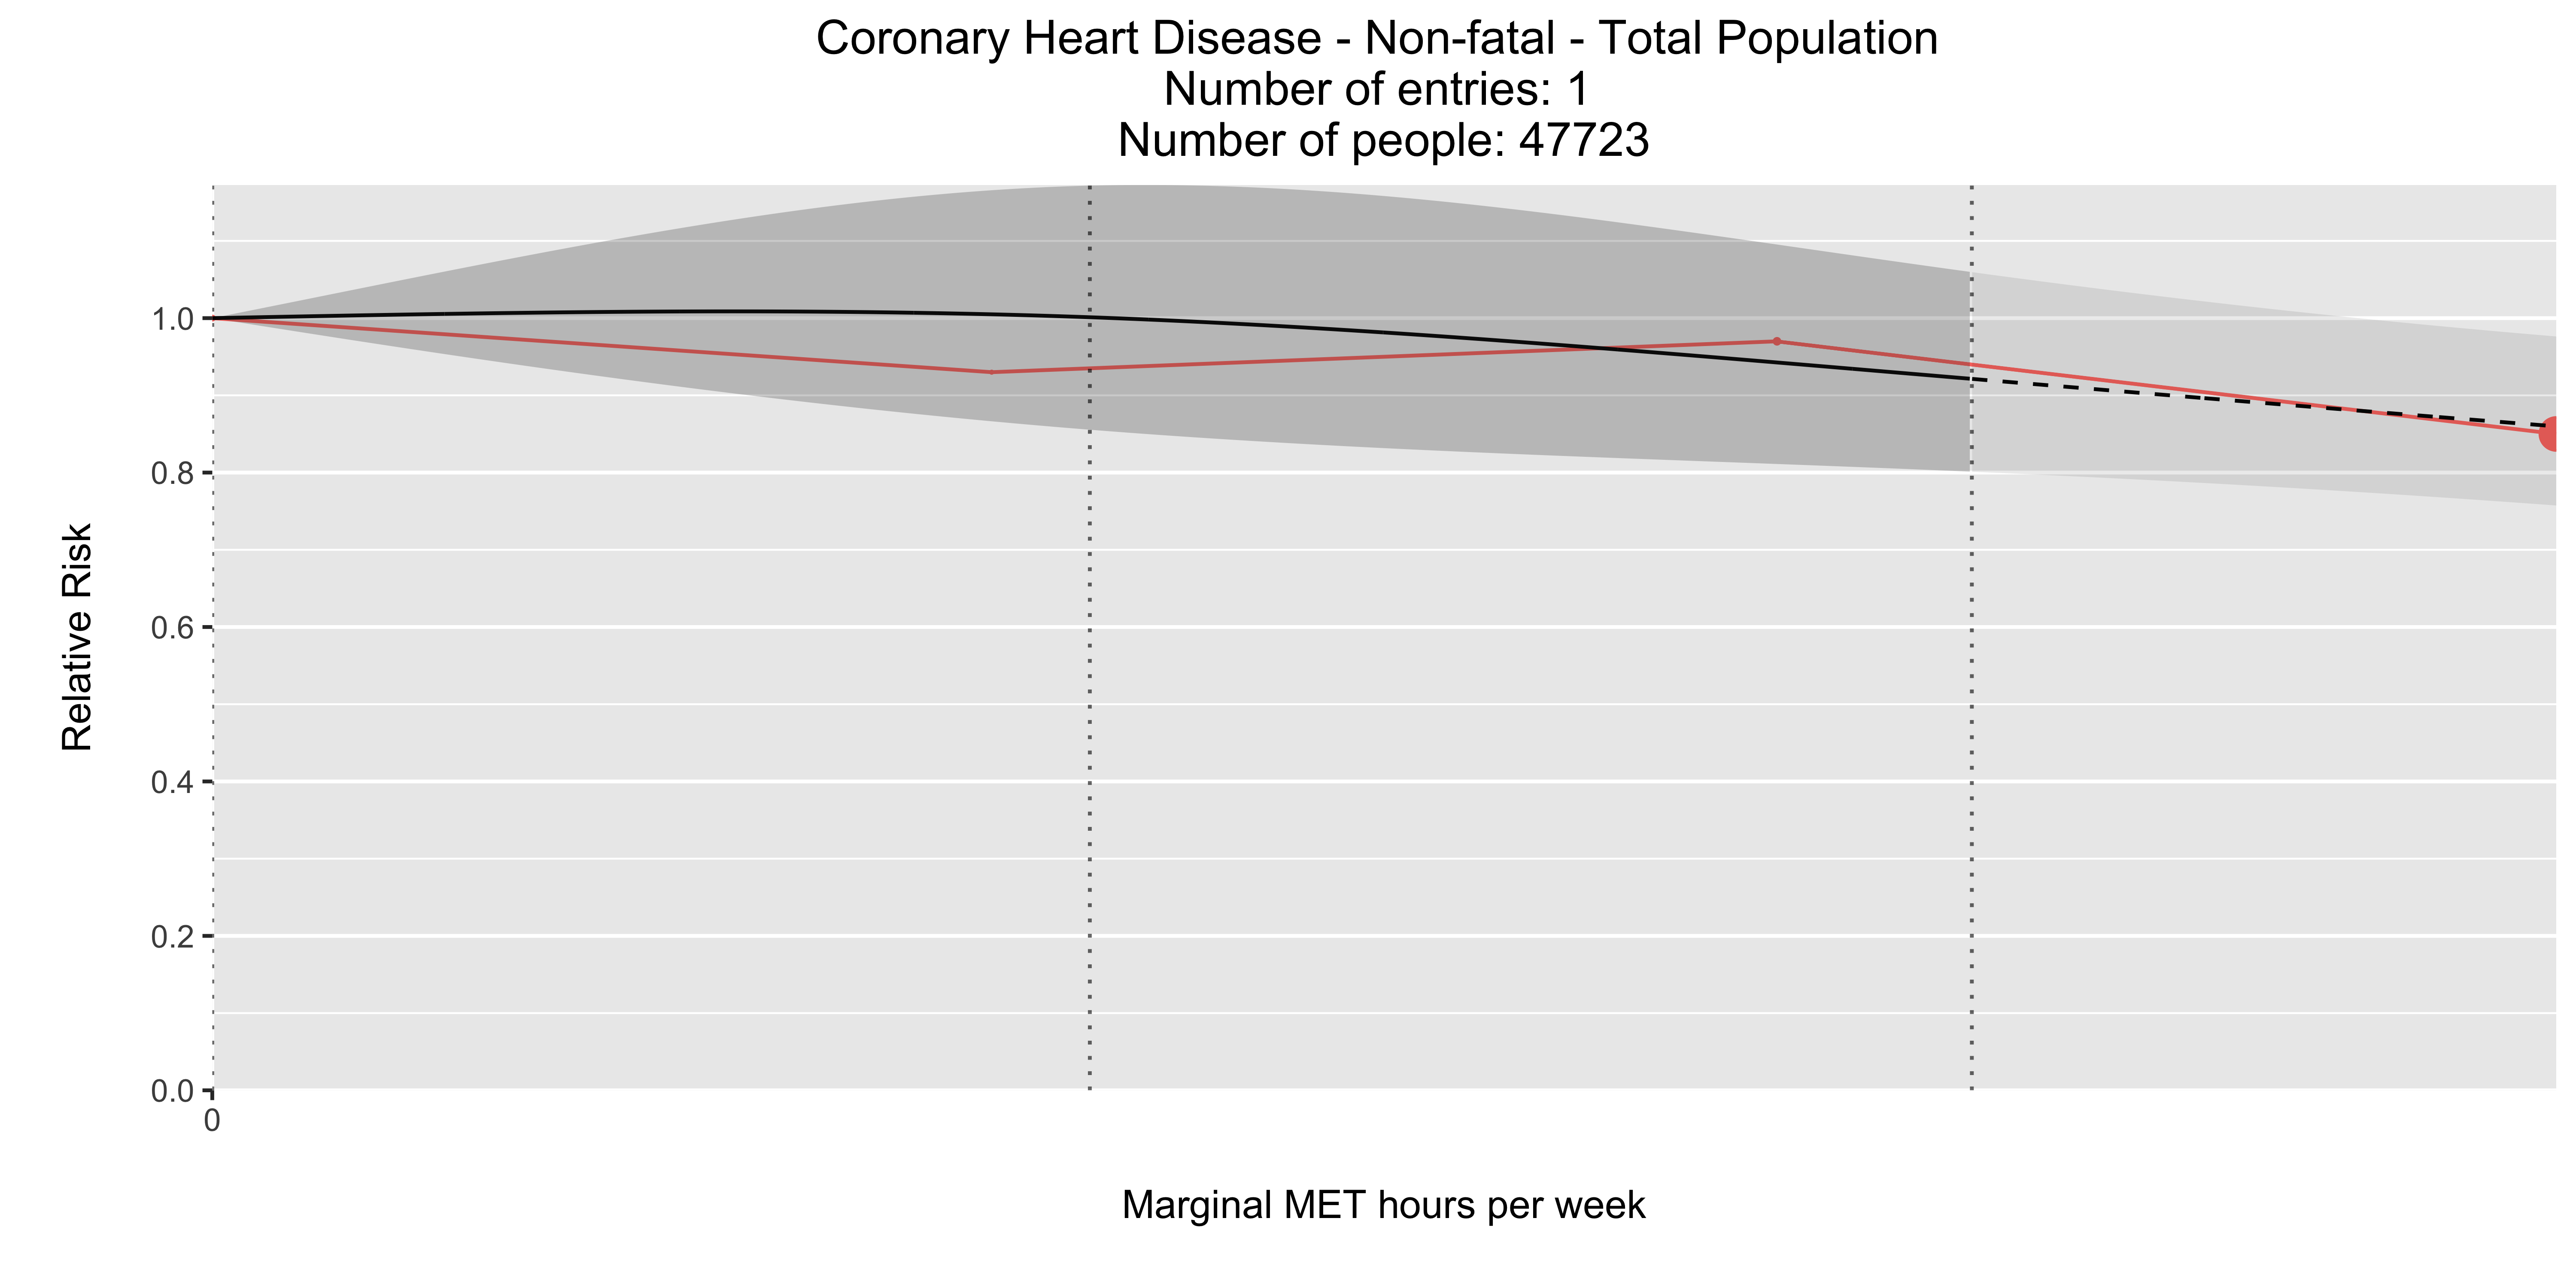 Coronary Heart Disease - Non-fatal - Total Population
Number of entries: 1
Number of people: 47723
1.0
0.8
0.6
0.4
0.2
0.0
0
Relative Risk
Marginal MET hours per week